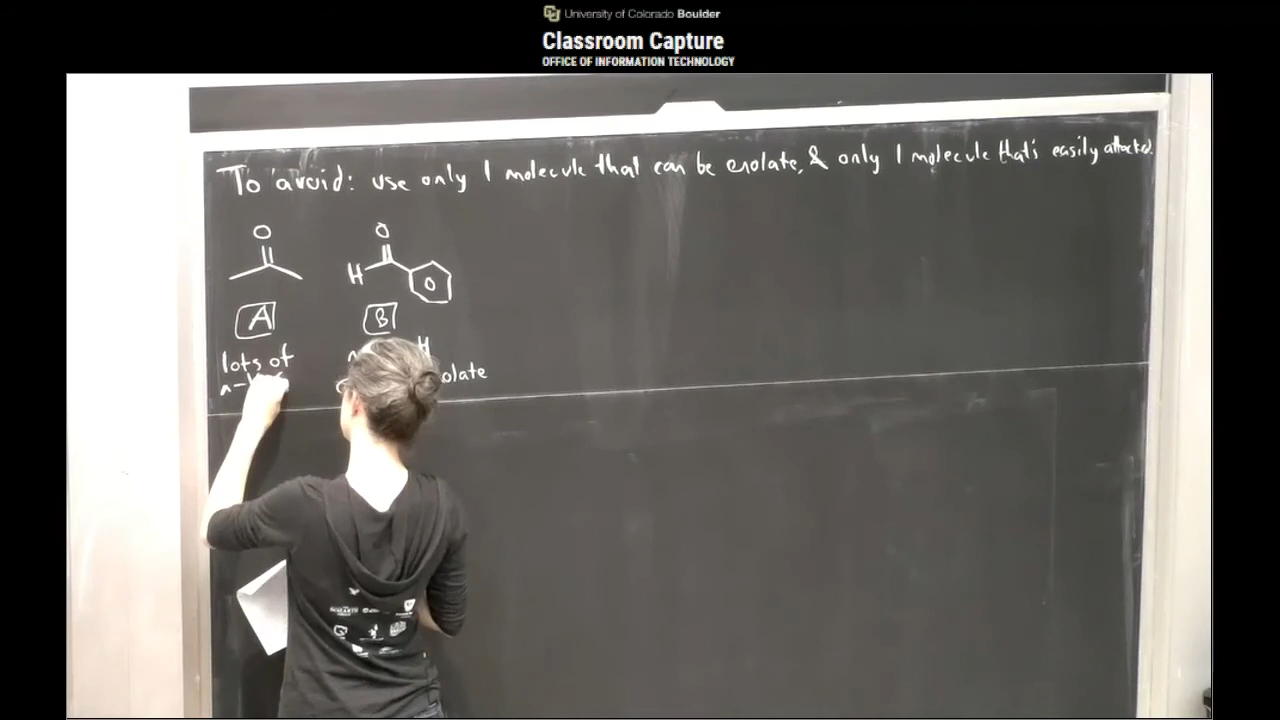 University of Colorado Boulder
Classroom Capture
OFFICE OF INFORMATION TECHNOLOGY
To avoid: use only 1 molecule that can be enolate, & only 1 molecule that's easily attacked.
O O
H
A B
lots of H
olate